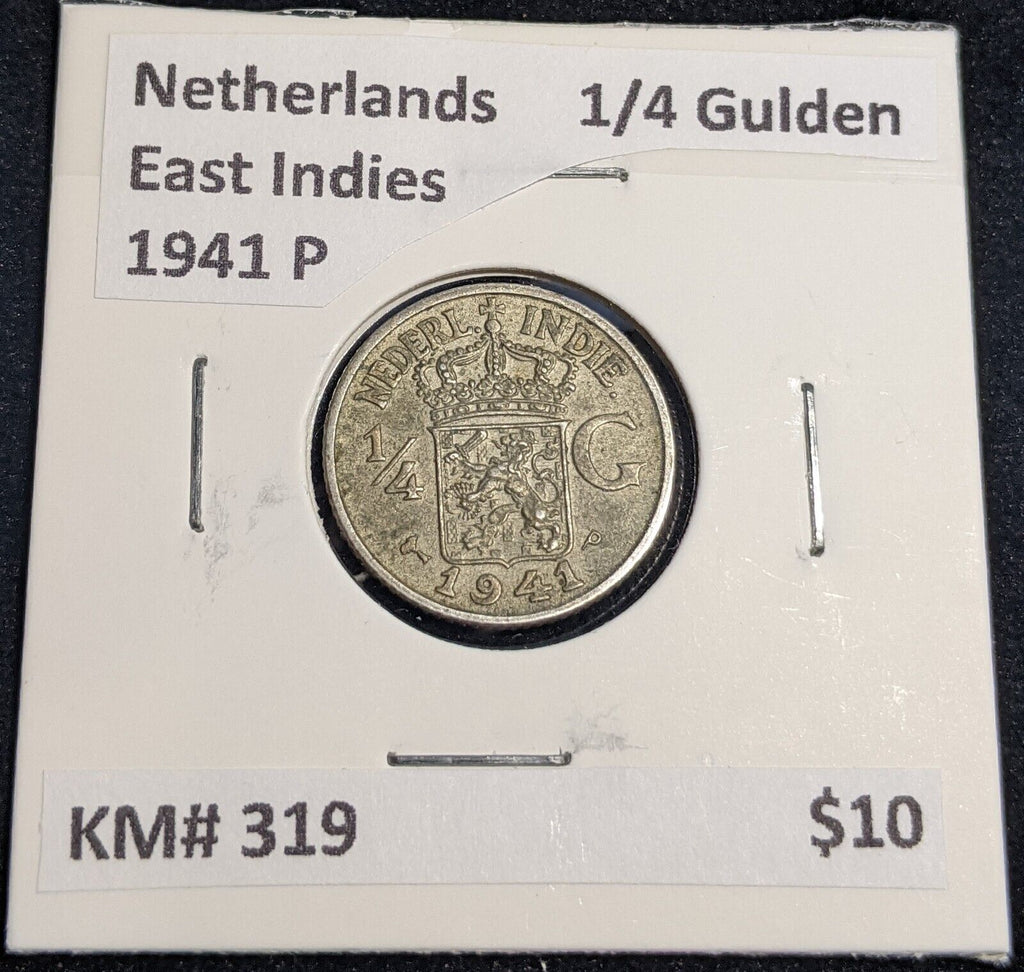 Netherlands 1/4 Gulden
East Indies
1941 P
NEDERL. INDIE.
1/4 G
P
1941
KM# 319 $10